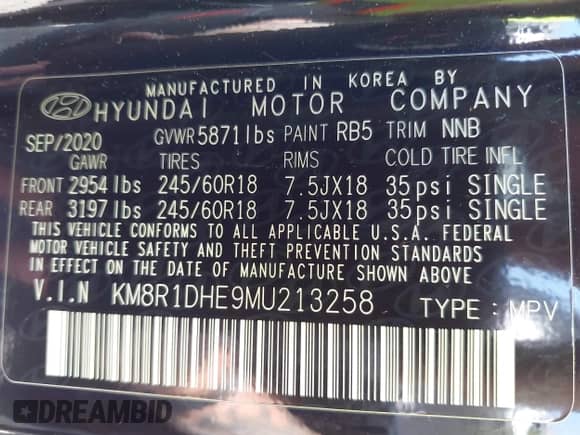 MANUFACTURED IN KOREA BY
HYUNDAI MOTOR COMPANY
SEP/2020 GVWR 5871lbs PAINT RB5 TRIM NNB
GAWR TIRES RIMS COLD TIRE INFL
FRONT 2954 lbs 245/60R18 7.5JX18 35psi SINGLE
REAR 3197 lbs 245/60R18 7.5JX18 35psi SINGLE
THIS VEHICLE CONFORMS TO ALL APPLICABLE U.S.A. FEDERAL
MOTOR VEHICLE SAFETY AND THEFT PREVENTION STANDARDS
IN EFFECT ON THE DATE OF MANUFACTURE SHOWN ABOVE
V.I.N KM8R1DHE9MU213258 TYPE : MPV
DREAMBID